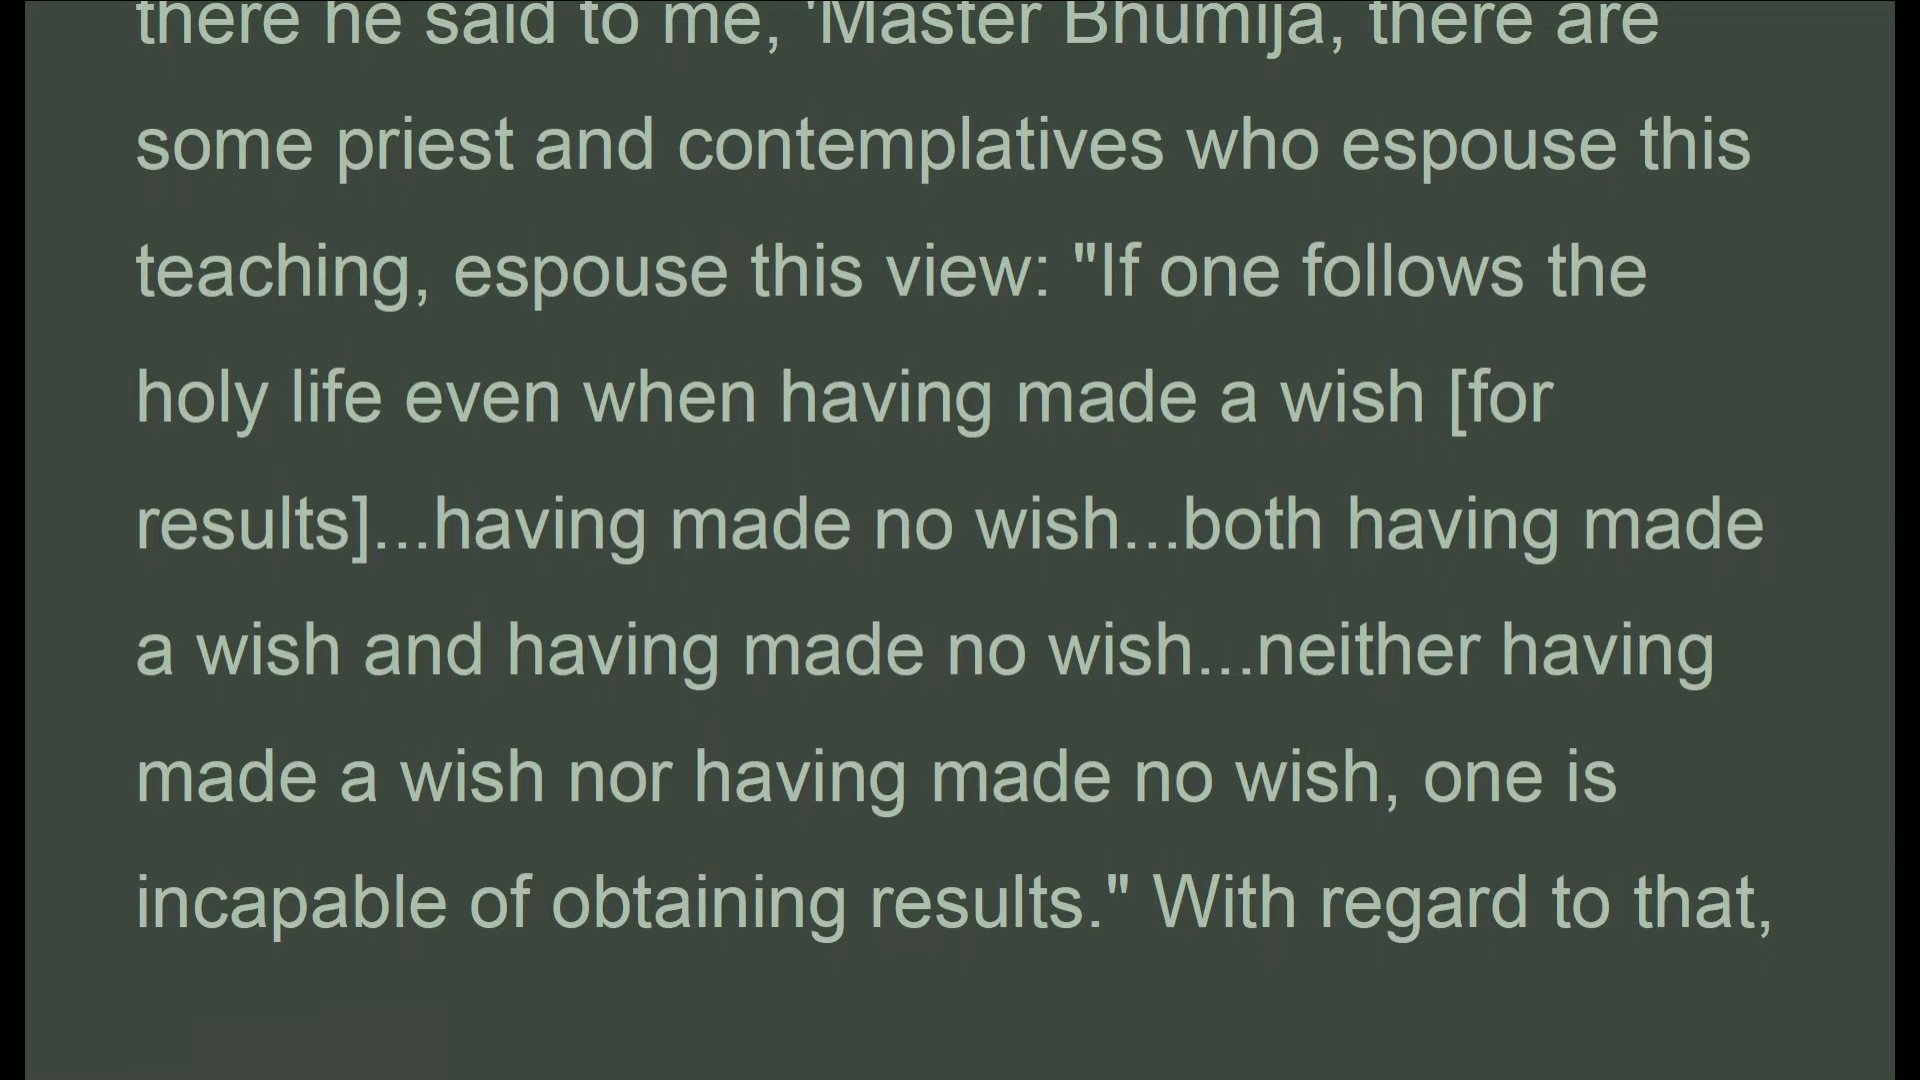 there he said to me, 'Master Bhumija, there are
some priest and contemplatives who espouse this
teaching, espouse this view: "If one follows the
holy life even when having made a wish [for
results]...having made no wish...both having made
a wish and having made no wish...neither having
made a wish nor having made no wish, one is
incapable of obtaining results." With regard to that,